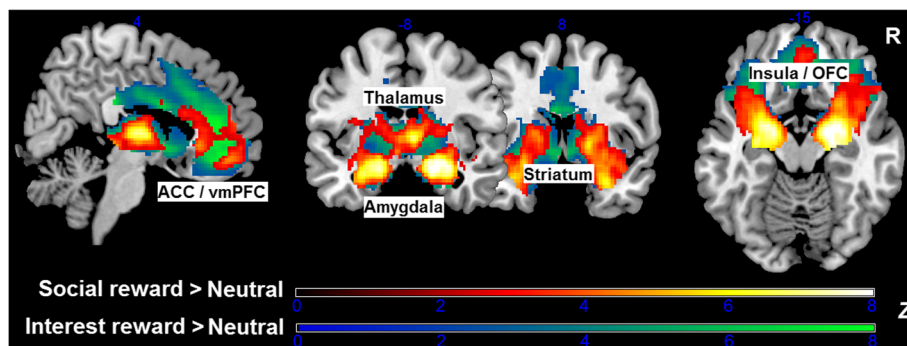 4
-8
8
-15
R
Insula / OFC
Thalamus
Striatum
ACC / vmPFC
Amygdala
Social reward > Neutral
0 2 4 6 8
Z
Interest reward > Neutral
0 2 4 6 8